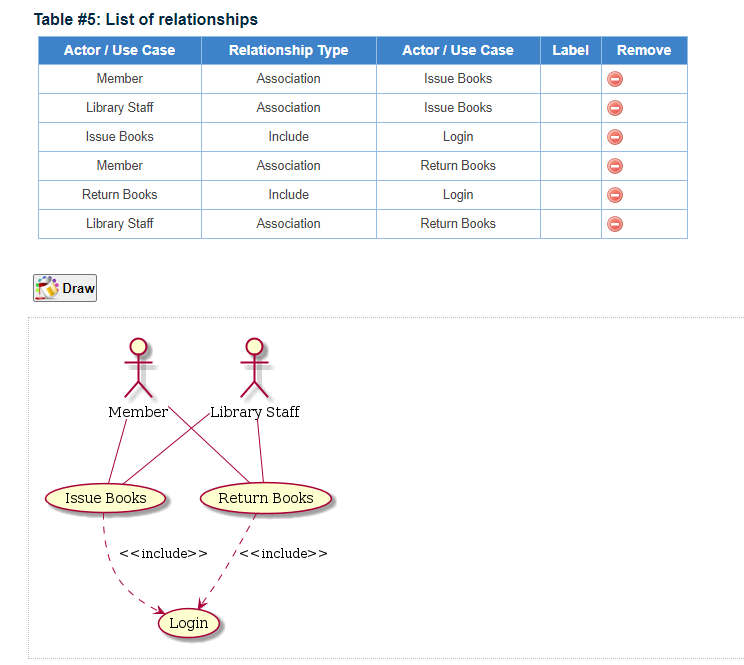 Table #5: List of relationships
Actor / Use Case Relationship Type Actor / Use Case Label Remove
Member Association Issue Books
Library Staff Association Issue Books
Issue Books Include Login
Member Association Return Books
Return Books Include Login
Library Staff Association Return Books
Draw
Member Library Staff
Issue Books Return Books
<<include>> <<include>>
Login